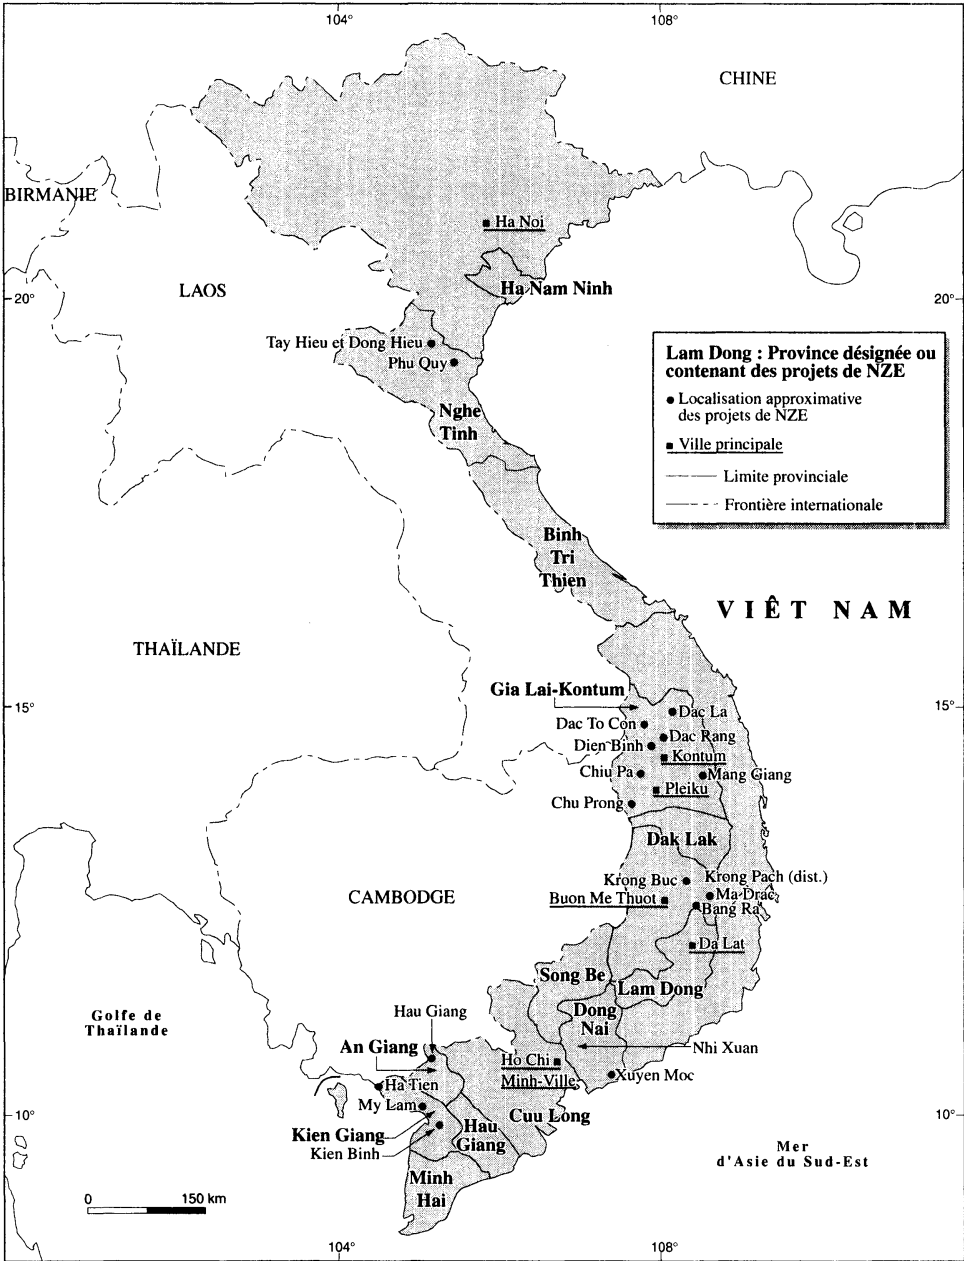 104°
108°
CHINE
BIRMANIE
Ha Noi
LAOS
Ha Nam Ninh
20°
20°
Tay Hieu et Dong Hieu
Phu Quy
Lam Dong : Province désignée ou
contenant des projets de NZE
Localisation approximative
des projets de NZE
Ville principale
Limite provinciale
Frontière internationale
Nghe
Tinh
Binh
Tri
Thien
VIÊT NAM
THAÏLANDE
Gia Lai-Kontum
15°
15°
Dac La
Dac To Con
Dac Rang
Dien Binh
Kontum
Chiu Pa
Mang Giang
Pleiku
Chu Prong
Dak Lak
Krong Pach (dist.)
Krong Buc
CAMBODGE
Ma Drac
Buon Me Thuot
Bang Ra
Da Lat
Song Be
Lam Dong
Golfe de
Thaïlande
Hau Giang
Dong
Nai
An Giang
Nhi Xuan
Ho Chi
Minh-Ville
Xuyen Moc
Ha Tien
My Lam
10°
10°
Cuu Long
Kien Giang
Hau
Giang
Kien Binh
Mer
d'Asie du Sud-Est
Minh
Hai
0
150 km
104°
108°